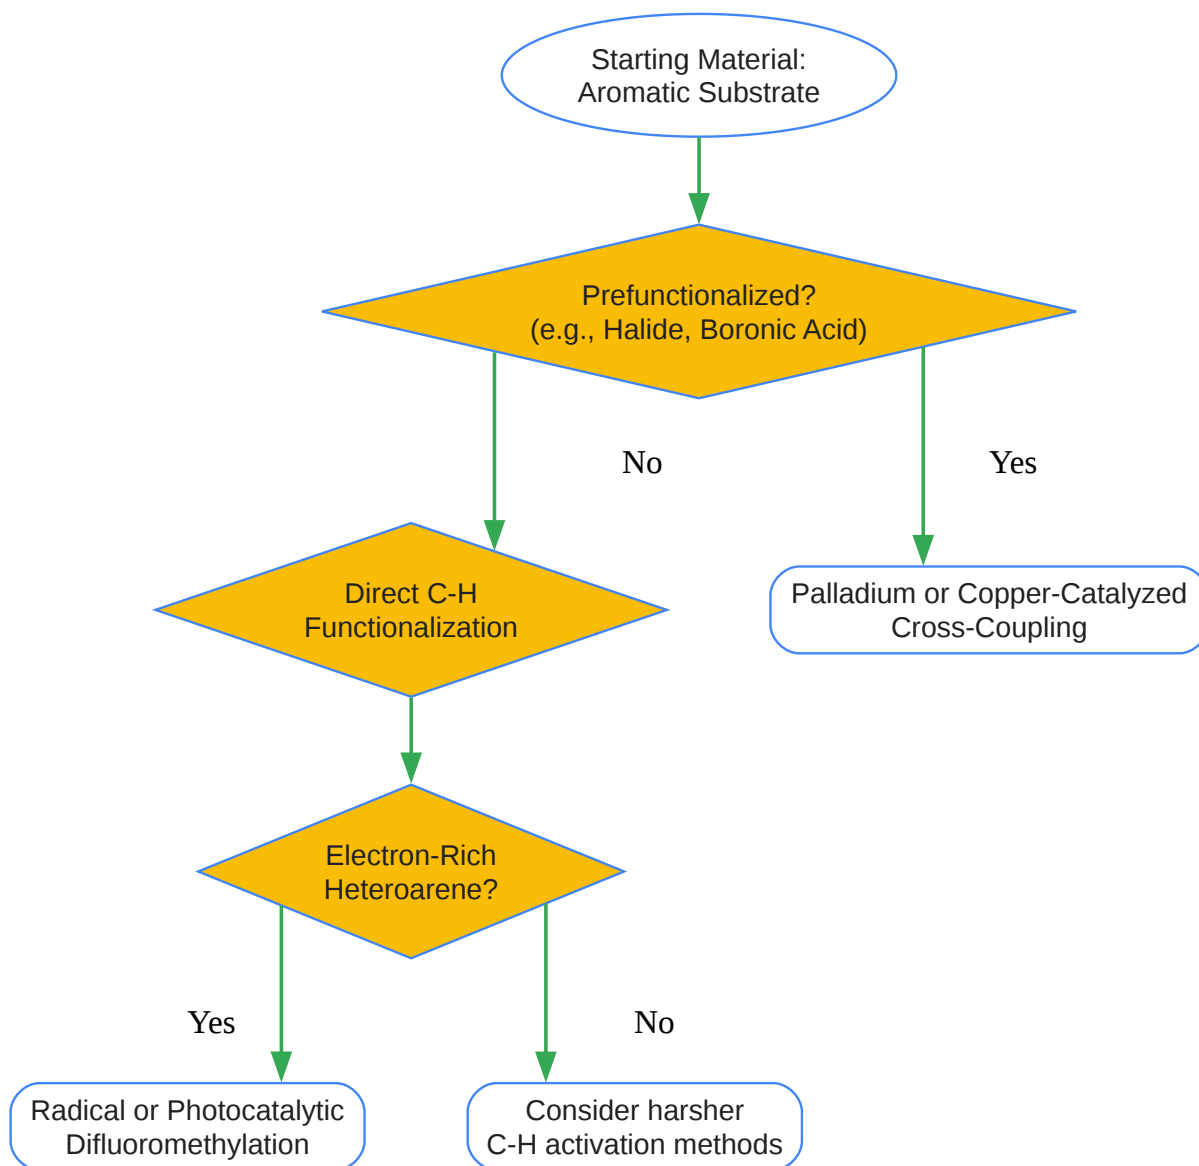 Starting Material:
Aromatic Substrate
Prefunctionalized?
(e.g., Halide, Boronic Acid)
No
Yes
Direct C-H
Functionalization
Palladium or Copper-Catalyzed
Cross-Coupling
Electron-Rich
Heteroarene?
Yes
No
Radical or Photocatalytic
Difluoromethylation
Consider harsher
C-H activation methods